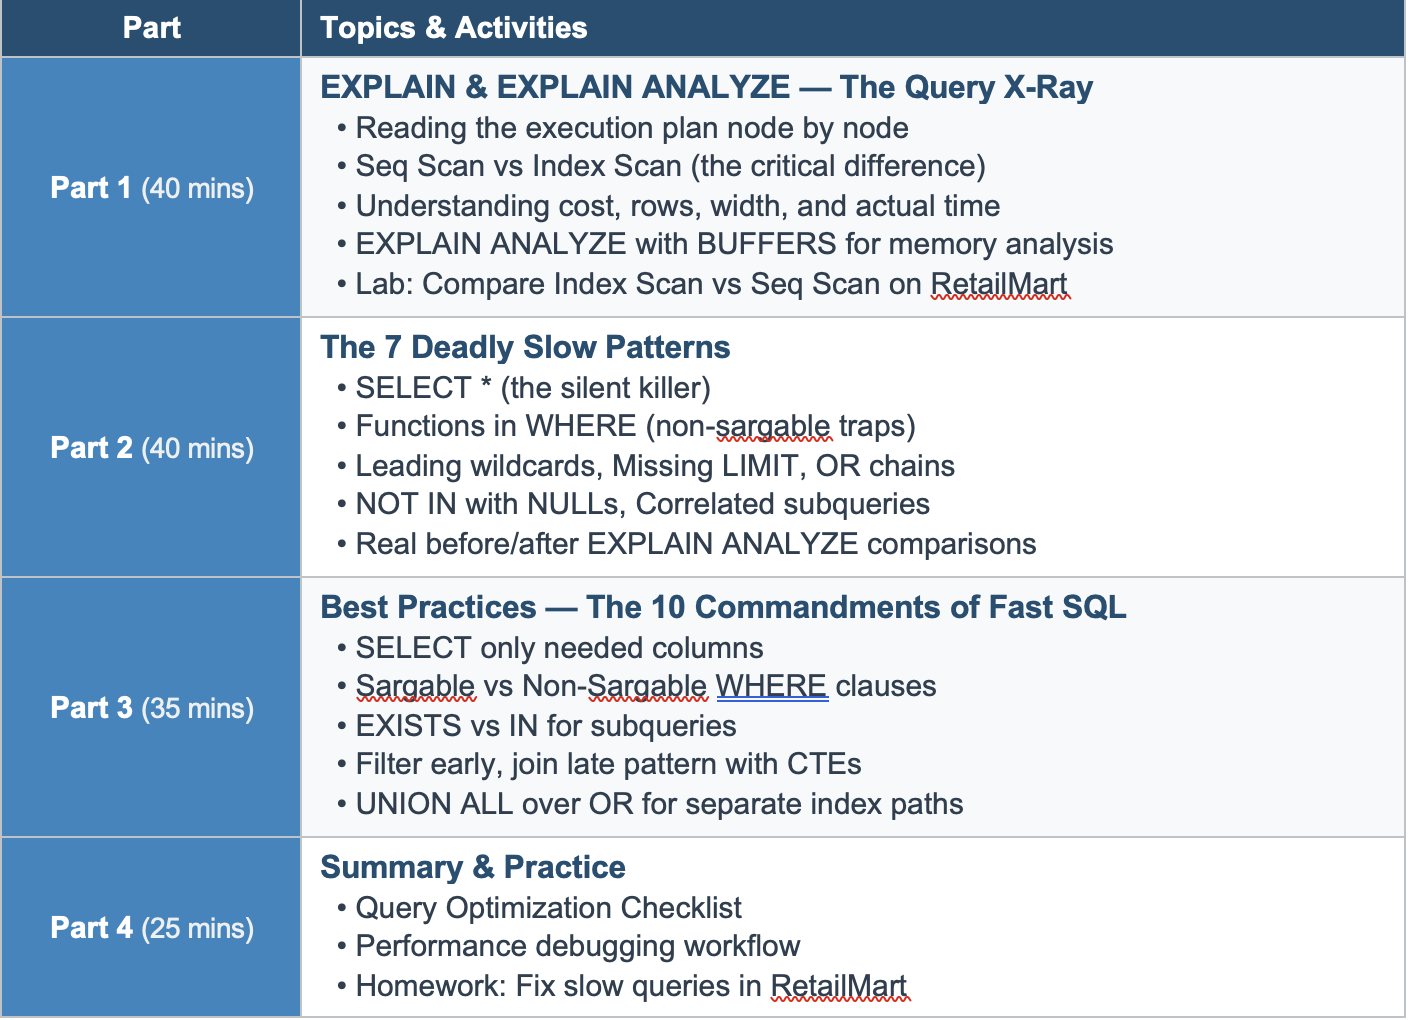 Part
Topics & Activities
Part 1 (40 mins)
EXPLAIN & EXPLAIN ANALYZE — The Query X-Ray
• Reading the execution plan node by node
• Seq Scan vs Index Scan (the critical difference)
• Understanding cost, rows, width, and actual time
• EXPLAIN ANALYZE with BUFFERS for memory analysis
• Lab: Compare Index Scan vs Seq Scan on RetailMart
Part 2 (40 mins)
The 7 Deadly Slow Patterns
• SELECT * (the silent killer)
• Functions in WHERE (non-sargable traps)
• Leading wildcards, Missing LIMIT, OR chains
• NOT IN with NULLs, Correlated subqueries
• Real before/after EXPLAIN ANALYZE comparisons
Part 3 (35 mins)
Best Practices — The 10 Commandments of Fast SQL
• SELECT only needed columns
• Sargable vs Non-Sargable WHERE clauses
• EXISTS vs IN for subqueries
• Filter early, join late pattern with CTEs
• UNION ALL over OR for separate index paths
Part 4 (25 mins)
Summary & Practice
• Query Optimization Checklist
• Performance debugging workflow
• Homework: Fix slow queries in RetailMart